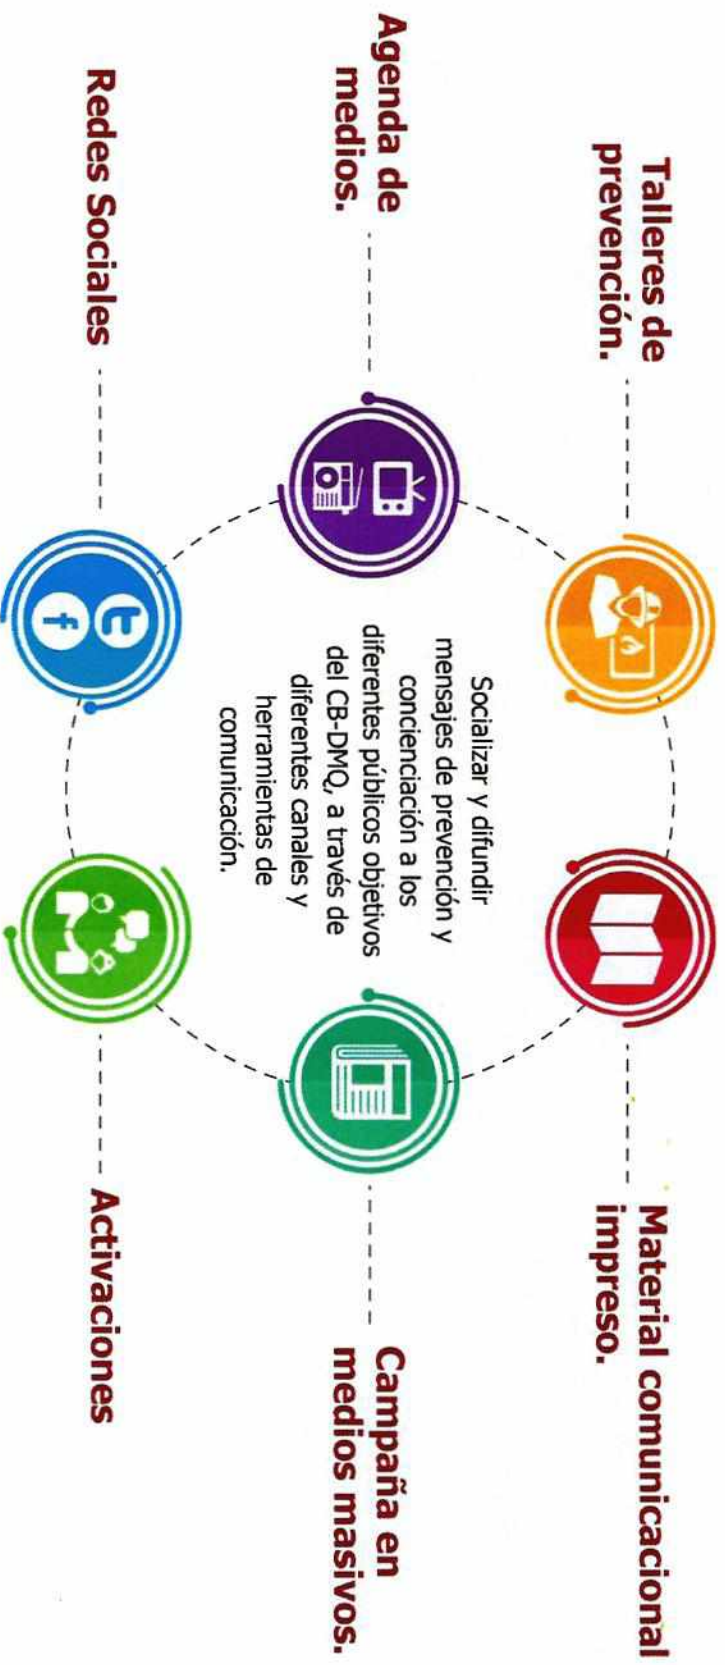 Talleres de
prevención.
Material comunicacional
impreso.
Agenda de
medios.
Socializar y difundir
mensajes de prevención y
concienciación a los
diferentes públicos objetivos
del CB-DMQ, a través de
diferentes canales y
herramientas de
comunicación.
Campaña en
medios masivos.
Redes Sociales
Activaciones